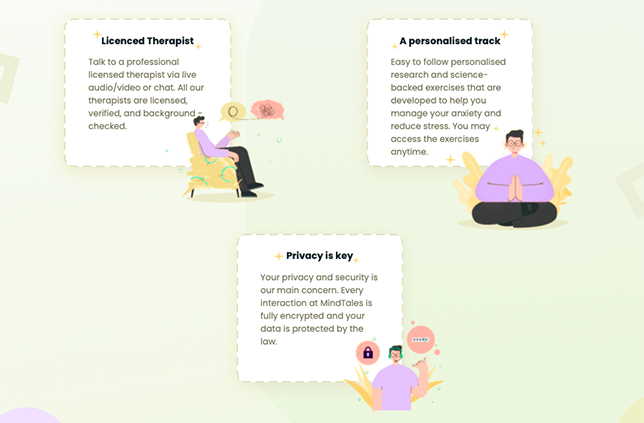 Licenced Therapist
Talk to a professional
licensed therapist via live
audio/video or chat. All our
therapists are licensed,
verified, and background -
checked.
A personalised track
Easy to follow personalised
research and science-
backed exercises that are
developed to help you
manage your anxiety and
reduce stress. You may
access the exercises
anytime.
Privacy is key
Your privacy and security is
our main concern. Every
interaction at MindTales is
fully encrypted and your
data is protected by the
law.